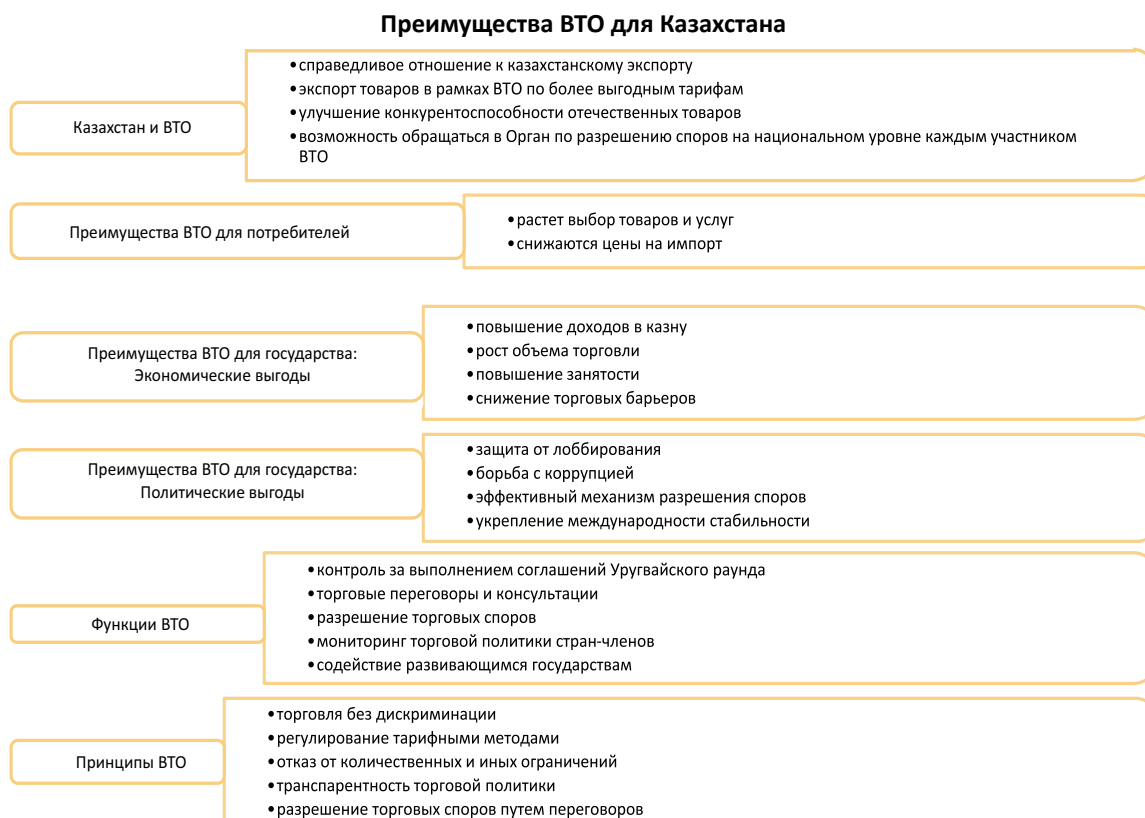 Преимущества ВТО для Казахстана
Казахстан и ВТО
•справедливое отношение к казахстанскому экспорту
•экспорт товаров в рамках ВТО по более выгодным тарифам
•улучшение конкурентоспособности отечественных товаров
•возможность обращаться в Орган по разрешению споров на национальном уровне каждым участником
ВТО
Преимущества ВТО для потребителей
•растет выбор товаров и услуг
•снижаются цены на импорт
Преимущества ВТО для государства:
Экономические выгоды
•повышение доходов в казну
•рост объема торговли
•повышение занятости
•снижение торговых барьеров
Преимущества ВТО для государства:
Политические выгоды
•защита от лоббирования
•борьба с коррупцией
•эффективный механизм разрешения споров
•укрепление международности стабильности
Функции ВТО
•контроль за выполнением соглашений Уругвайского раунда
•торговые переговоры и консультации
•разрешение торговых споров
•мониторинг торговой политики стран-членов
•содействие развивающимся государствам
Принципы ВТО
•торговля без дискриминации
•регулирование тарифными методами
•отказ от количественных и иных ограничений
•транспарентность торговой политики
•разрешение торговых споров путем переговоров